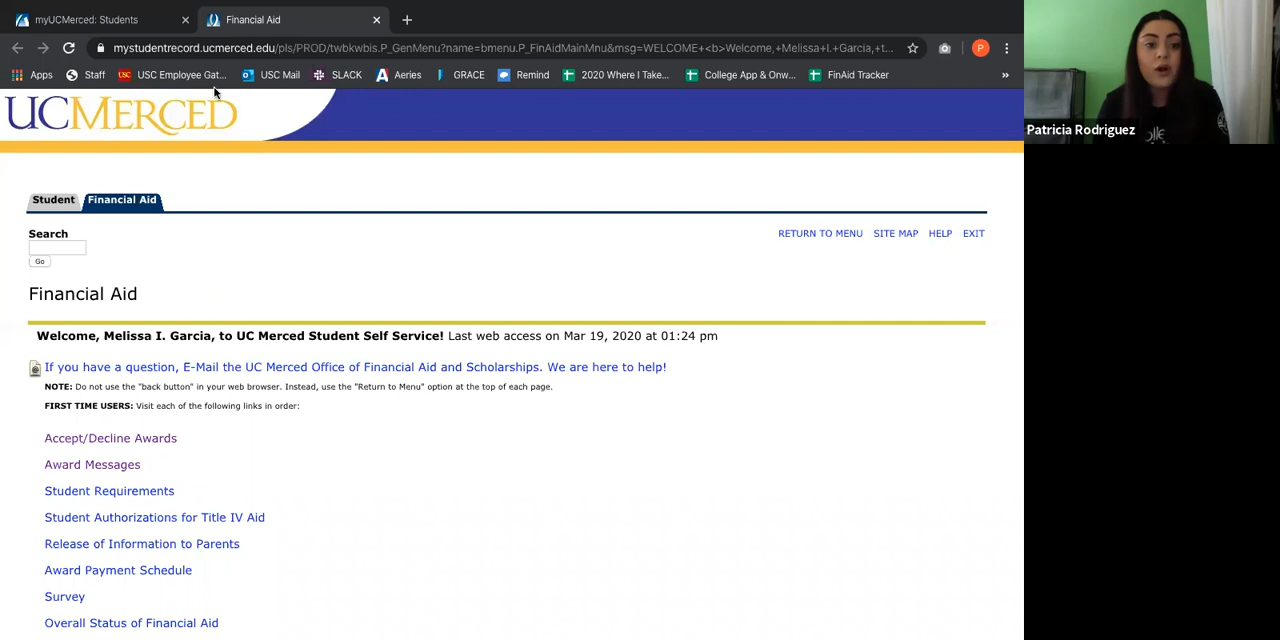 myUCMerced: Students
Financial Aid
mystudentrecord.ucmerced.edu/pls/PROD/twbkwbis.P_GenMenu?name=bmenu.P_FinAidMainMnu&msg=WELCOME+<b>Welcome,+Melissa+I.+Garcia,+t...
P
Apps Staff USC USC Employee Gat... USC Mail SLACK Aeries GRACE Remind 2020 Where I Take... College App & Onw... FinAid Tracker »
UCMERCED
Patricia Rodriguez
Student Financial Aid
Search
Go
RETURN TO MENU SITE MAP HELP EXIT
Financial Aid
Welcome, Melissa I. Garcia, to UC Merced Student Self Service! Last web access on Mar 19, 2020 at 01:24 pm
If you have a question, E-Mail the UC Merced Office of Financial Aid and Scholarships. We are here to help!
NOTE: Do not use the "back button" in your web browser. Instead, use the "Return to Menu" option at the top of each page.
FIRST TIME USERS: Visit each of the following links in order:
Accept/Decline Awards
Award Messages
Student Requirements
Student Authorizations for Title IV Aid
Release of Information to Parents
Award Payment Schedule
Survey
Overall Status of Financial Aid